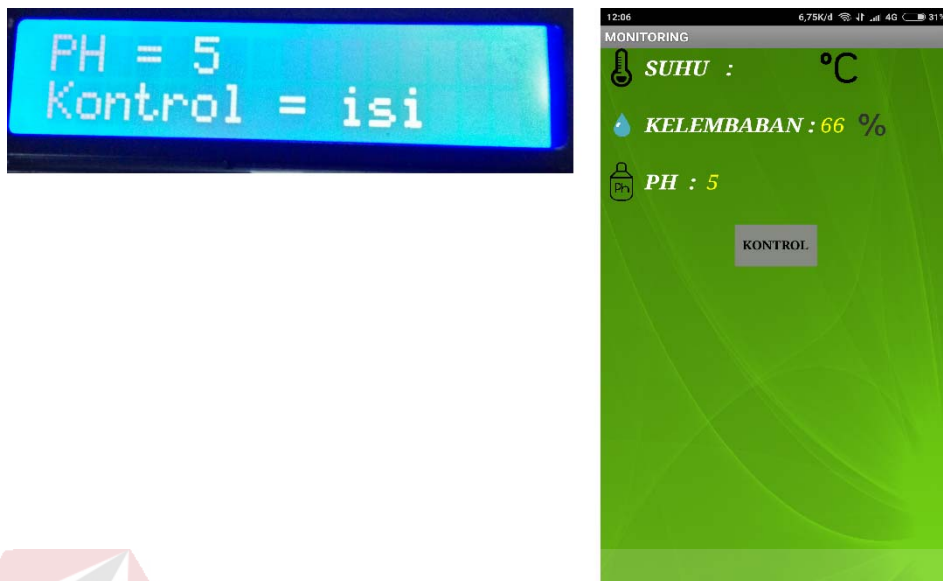 PH = 5
Kontrol = isi
12:06 6,75K/d 4G 31%
MONITORING
SUHU : °C
KELEMBABAN : 66 %
Ph
PH : 5
KONTROL